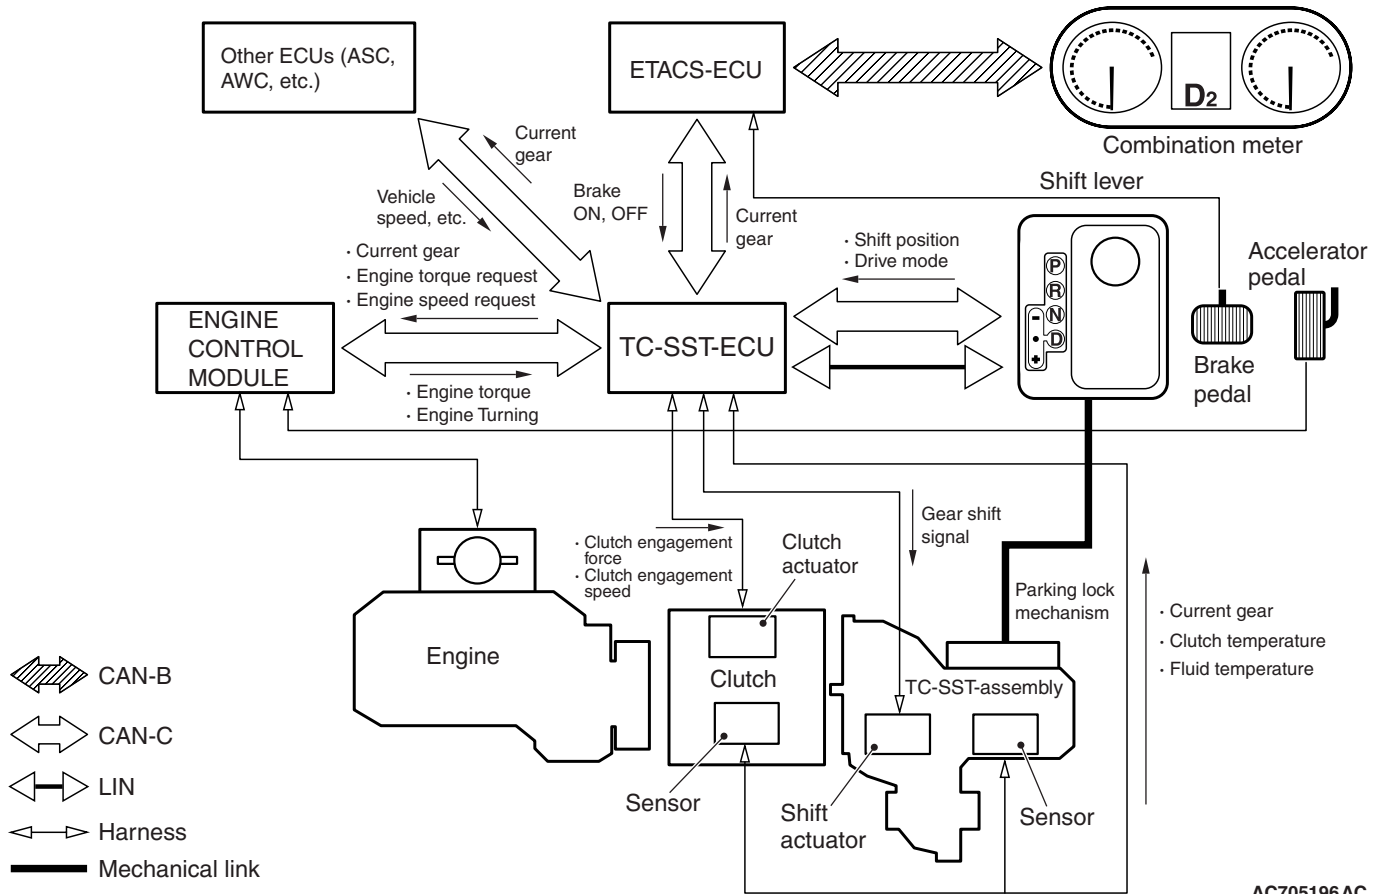 Other ECUs (ASC,
AWC, etc.)
ETACS-ECU
D2
Combination meter
Current
gear
Vehicle
speed, etc.
Brake
ON, OFF
Current
gear
Shift lever
· Shift position
· Drive mode
Accelerator
pedal
· Current gear
· Engine torque request
· Engine speed request
ENGINE
CONTROL
MODULE
TC-SST-ECU
P
R
N
D
-
•
+
Brake
pedal
· Engine torque
· Engine Turning
Gear shift
signal
· Clutch engagement
force
· Clutch engagement
speed
Clutch
actuator
Parking lock
mechanism
· Current gear
· Clutch temperature
· Fluid temperature
Engine
Clutch
TC-SST-assembly
Sensor
Shift
actuator
Sensor
CAN-B
CAN-C
LIN
Harness
Mechanical link
AC705196AC